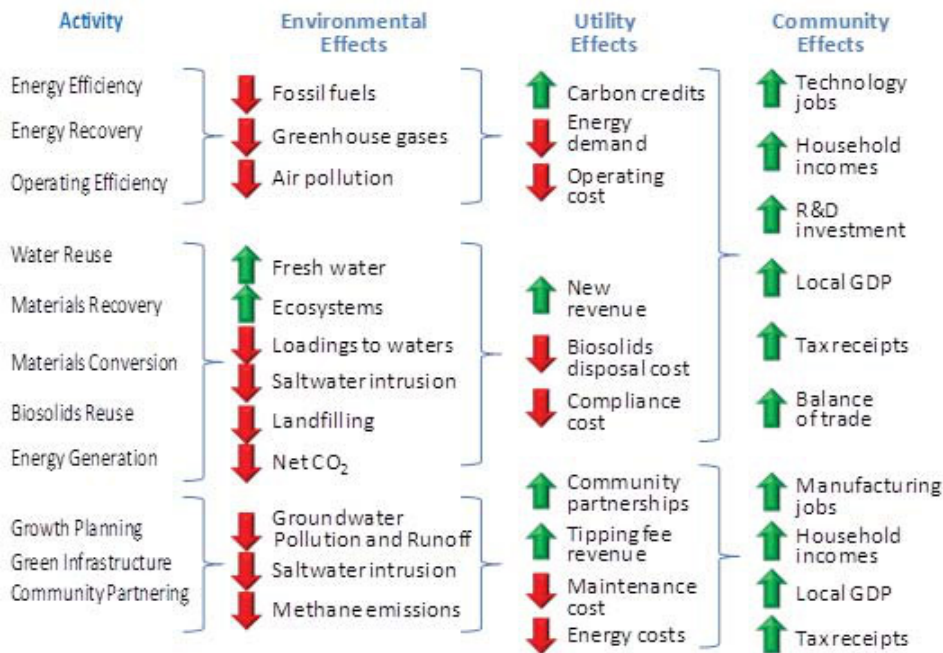 Activity
Environmental
Effects
Utility
Effects
Community
Effects
Energy Efficiency
Energy Recovery
Operating Efficiency
Fossil fuels
Greenhouse gases
Air pollution
Carbon credits
Energy
demand
Operating
cost
Technology
jobs
Household
incomes
R&D
investment
Local GDP
Tax receipts
Balance
of trade
Water Reuse
Materials Recovery
Materials Conversion
Biosolids Reuse
Energy Generation
Fresh water
Ecosystems
Loadings to waters
Saltwater intrusion
Landfilling
Net CO₂
New
revenue
Biosolids
disposal cost
Compliance
cost
Growth Planning
Green Infrastructure
Community Partnering
Groundwater
Pollution and Runoff
Saltwater intrusion
Methane emissions
Community
partnerships
Tipping fee
revenue
Maintenance
cost
Energy costs
Manufacturing
jobs
Household
incomes
Local GDP
Tax receipts